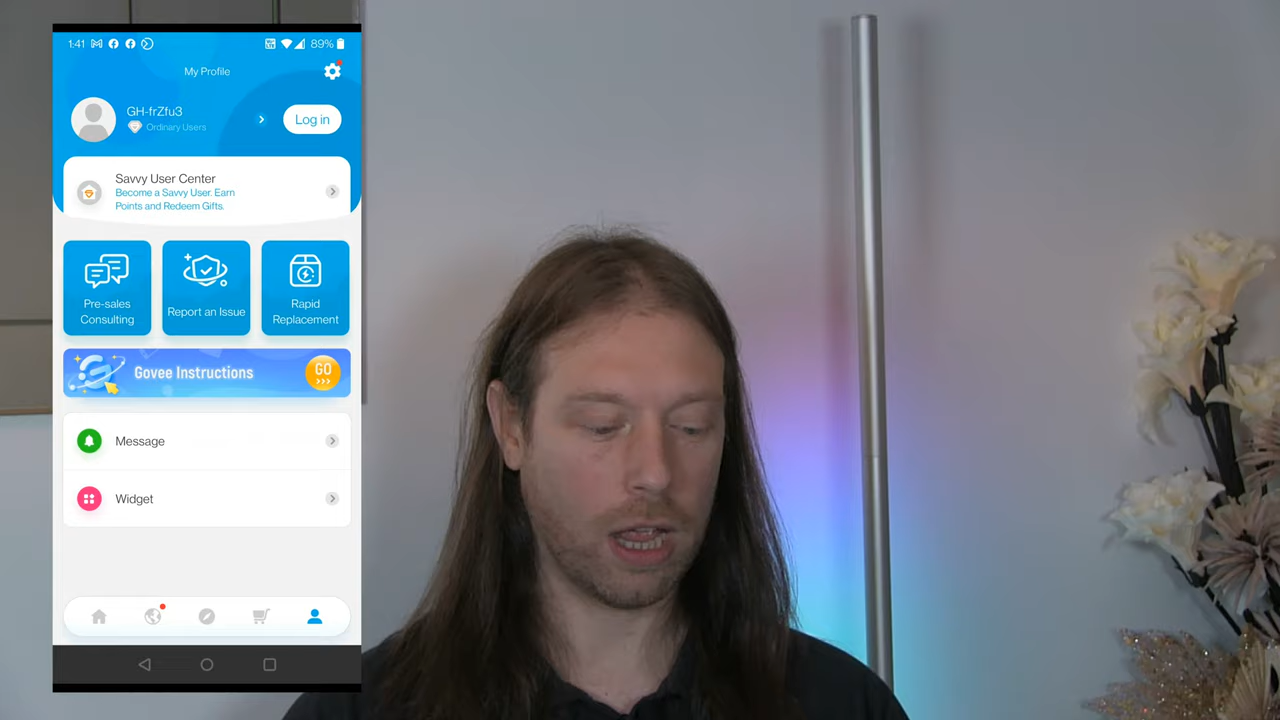 1:41
89%
My Profile
GH-frZfu3
Ordinary Users
Log in
Savvy User Center
Become a Savvy User. Earn
Points and Redeem Gifts.
Pre-sales
Consulting
Report an Issue
Rapid
Replacement
Govee Instructions
GO
Message
Widget